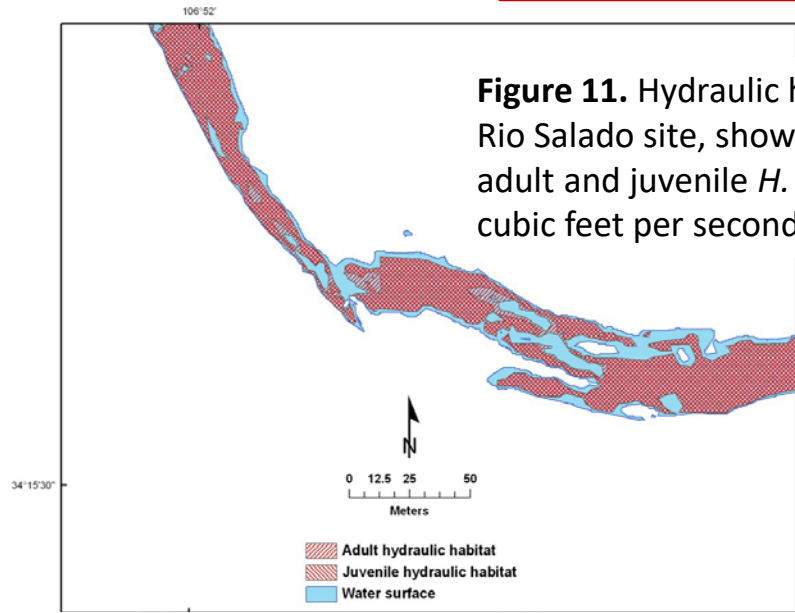 106°52'
Figure 11. Hydraulic h
Rio Salado site, show
adult and juvenile H.
cubic feet per second
N
0 12.5 25 50
Meters
34°15'30"
Adult hydraulic habitat
Juvenile hydraulic habitat
Water surface